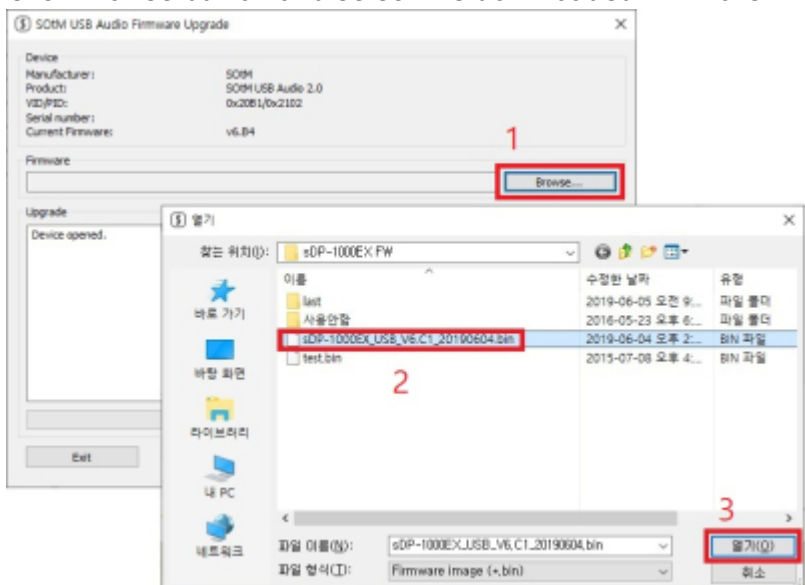 SOtM USB Audio Firmware Upgrade
Device
Manufacturer: SOtM
Product: SOtM USB Audio 2.0
VID/PID: 0x20B1/0x2102
Serial number:
Current Firmware: v6.B4
1
Firmware
Browse...
Upgrade
Device opened.
Exit
열기
찾는 위치(I): sDP-1000EX FW
이름 수정한 날짜 유형
last 2019-06-05 오전 9:... 파일 폴더
사용안함 2016-05-23 오후 6:... 파일 폴더
sDP-1000EX_USB_V6.C1_20190604.bin 2019-06-04 오후 2:... BIN 파일
test.bin 2015-07-08 오후 4:... BIN 파일
2
바로 가기
바탕 화면
라이브러리
내 PC
네트워크
3
파일 이름(N): sDP-1000EX_USB_V6.C1_20190604.bin 열기(O)
파일 형식(T): Firmware image (*.bin) 취소